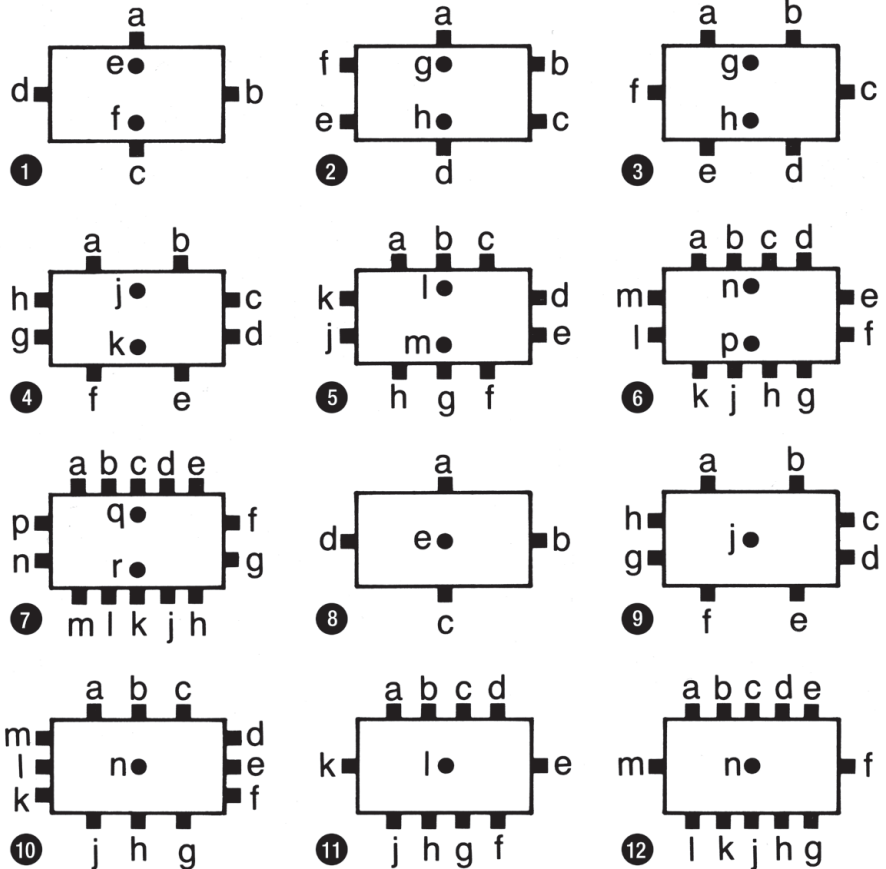 a a a b
e g g
d b f b f c
f h h
e c
1 c 2 d 3 e d
a b a b c a b c d
j l n
h c k d m e
g k d j m e l p f
4 f e 5 h g f 6 k j h g
a b c d e a a b
q h c
p f d e b j
n r g g d
7 m l k j h 8 c 9 f e
a b c a b c d a b c d e
m d
l n e k l e m n f
k f
10 j h g 11 j h g f 12 l k j h g